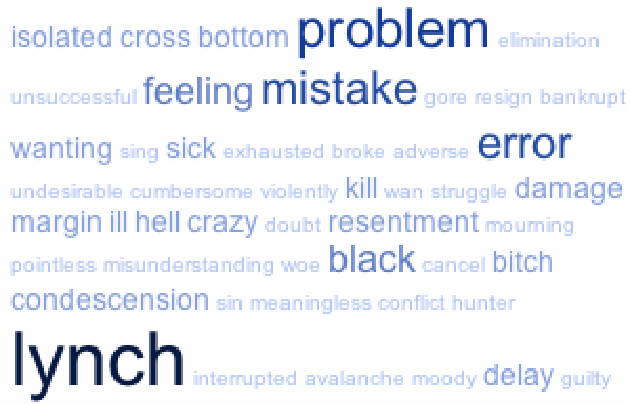 isolated cross bottom problem elimination
unsuccessful feeling mistake gore resign bankrupt
wanting sing sick exhausted broke adverse error
undesirable cumbersome violently kill wan struggle damage
margin ill hell crazy doubt resentment mourning
pointless misunderstanding woe black cancel bitch
condescension sin meaningless conflict hunter
lynch interrupted avalanche moody delay guilty